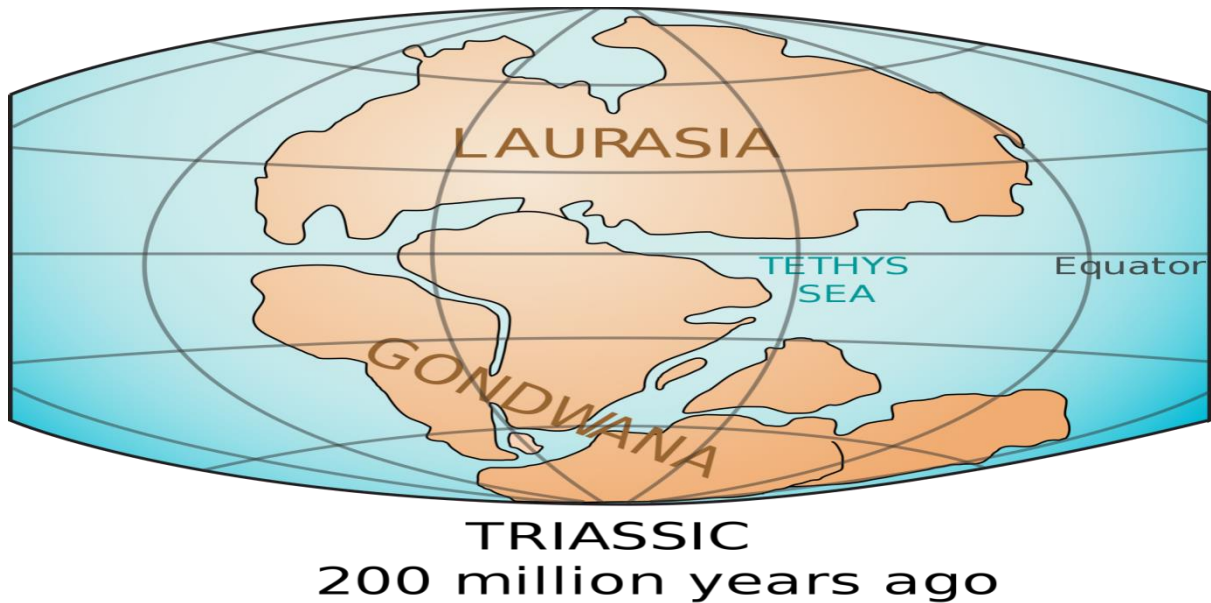 LAURASIA
TETHYS
SEA
Equator
GONDWANA
TRIASSIC
200 million years ago